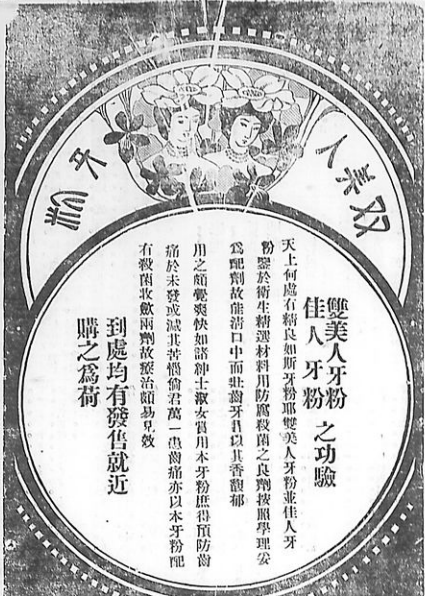 双美人
牙粉
雙美人牙粉
佳人牙粉
之功驗
天上何處有精良如斯牙粉耶雙美人牙粉並佳人牙
粉鑒於衛生精選材料用防腐殺菌之良劑按照學理妥
為配劑故能清口中而壯齒牙且以其香馥郁
用之頗覺爽快如諸紳士淑女賞用本牙粉庶得預防齒
痛於未發或減其苦惱倘君萬一患齒痛亦以本牙粉配
有殺菌收斂兩劑故療治頗易見效
到處均有發售就近
購之為荷